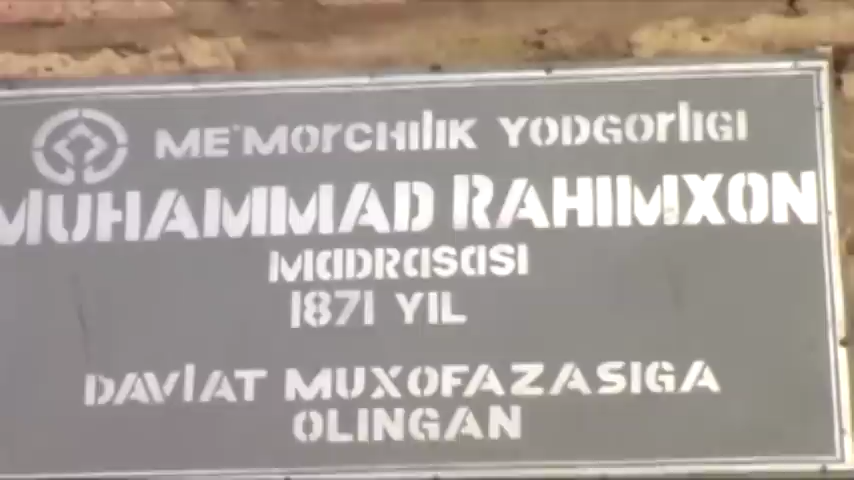 ME'MORCHILIK YODGORLIGI
MUHAMMAD RAHIMXON
MADRASASI
1871 YIL
DAVLAT MUXOFAZASIGA
OLINGAN